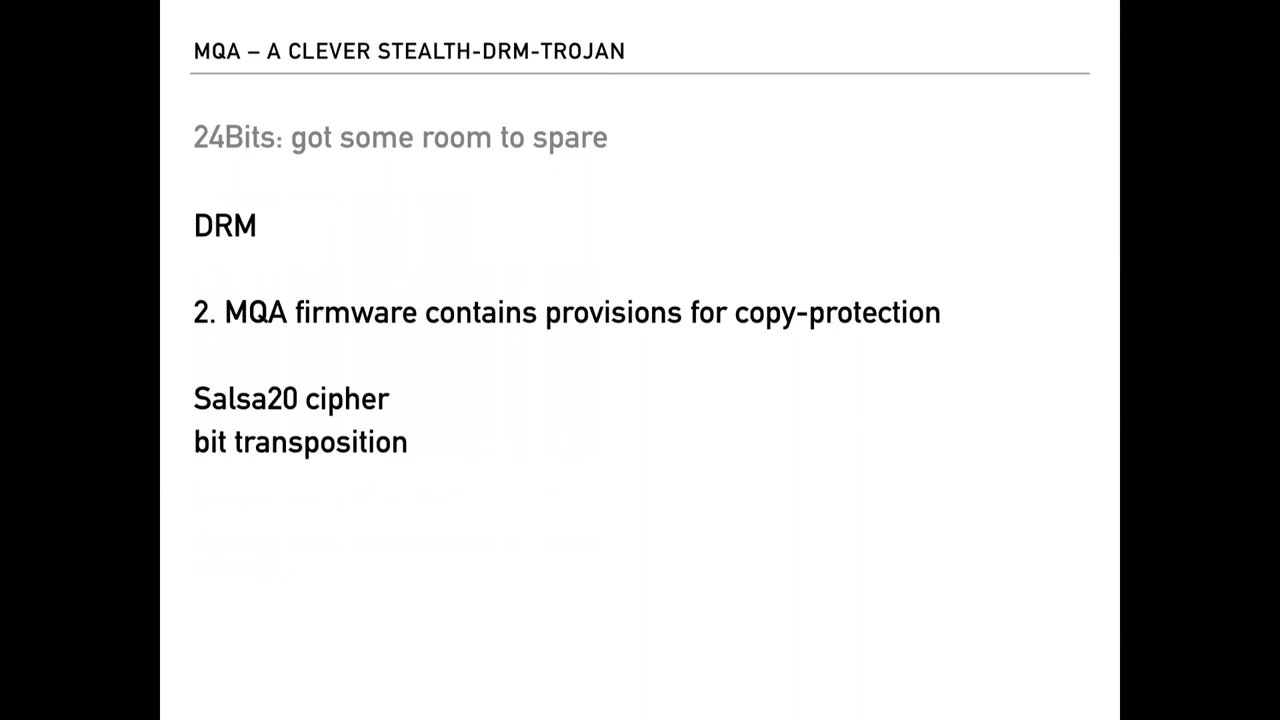 MQA – A CLEVER STEALTH-DRM-TROJAN
24Bits: got some room to spare
DRM
2. MQA firmware contains provisions for copy-protection
Salsa20 cipher
bit transposition